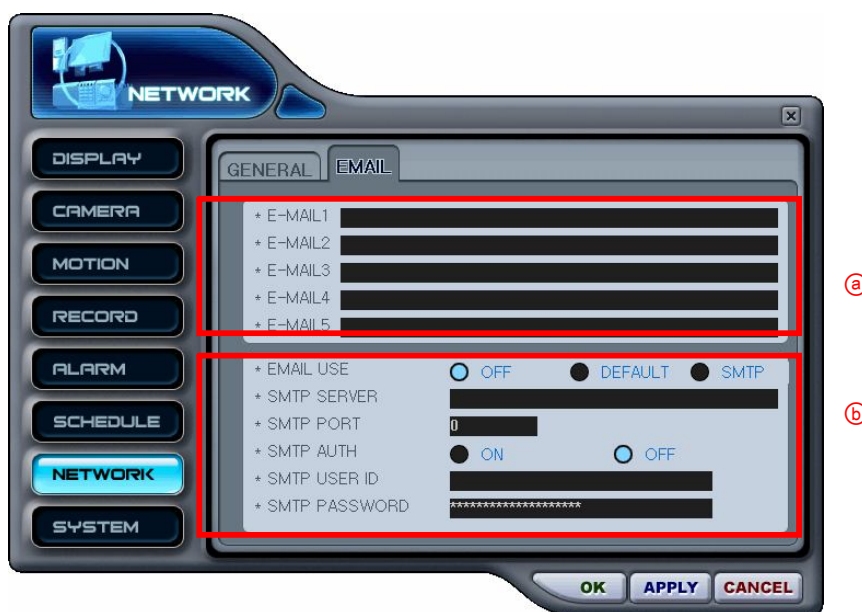 NETWORK
DISPLAY
CAMERA
MOTION
RECORD
ALARM
SCHEDULE
NETWORK
SYSTEM
GENERAL EMAIL
* E-MAIL1
* E-MAIL2
* E-MAIL3
* E-MAIL4
* E-MAIL5
ⓐ
* EMAIL USE OFF DEFAULT SMTP
* SMTP SERVER
* SMTP PORT 0
* SMTP AUTH ON OFF
* SMTP USER ID
* SMTP PASSWORD ********************
ⓑ
OK APPLY CANCEL